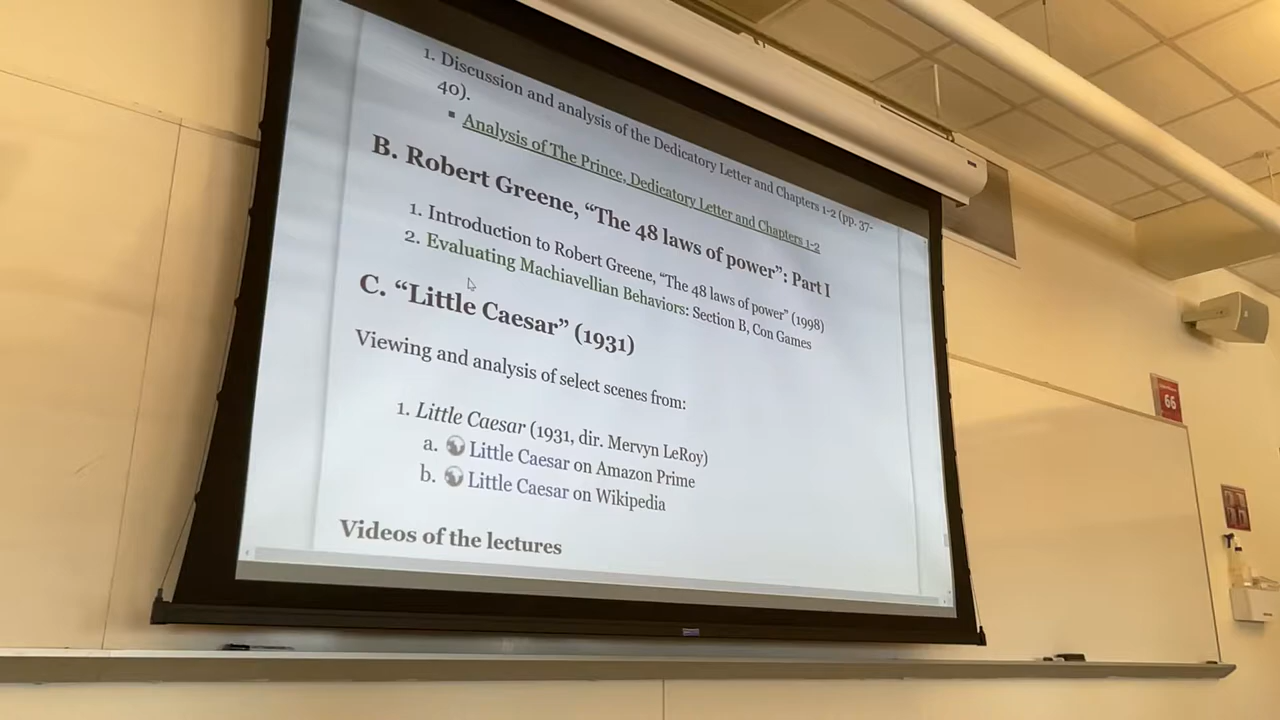 1. Discussion and analysis of the Dedicatory Letter and Chapters 1-2 (pp. 37-
40).
▪ Analysis of The Prince, Dedicatory Letter and Chapters 1-2
B. Robert Greene, “The 48 laws of power”: Part I
1. Introduction to Robert Greene, “The 48 laws of power” (1998)
2. Evaluating Machiavellian Behaviors: Section B, Con Games
C. “Little Caesar” (1931)
Viewing and analysis of select scenes from:
1. Little Caesar (1931, dir. Mervyn LeRoy)
a. Little Caesar on Amazon Prime
b. Little Caesar on Wikipedia
Videos of the lectures
66